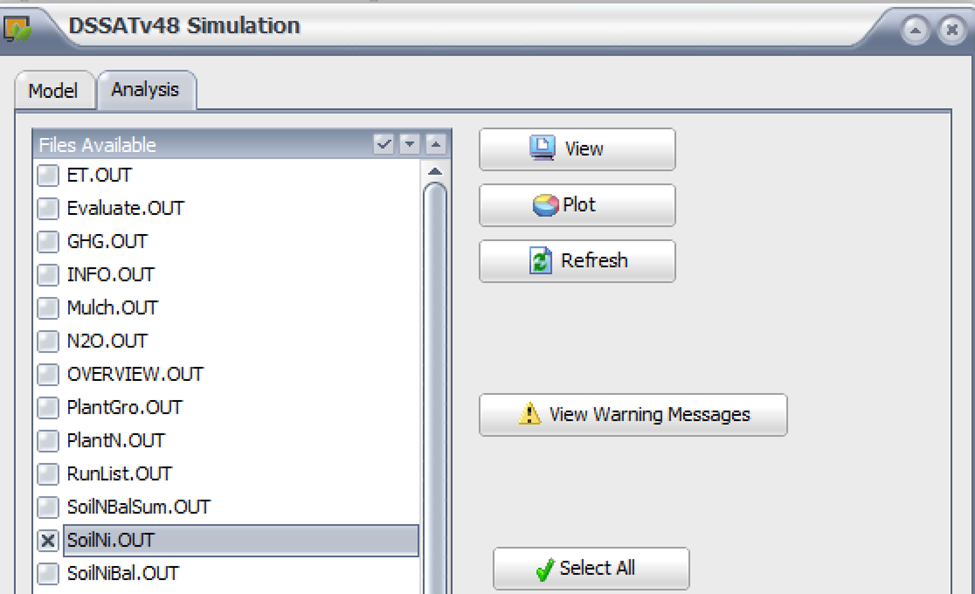 DSSATv48 Simulation
Model
Analysis
Files Available
ET.OUT
Evaluate.OUT
GHG.OUT
INFO.OUT
Mulch.OUT
N2O.OUT
OVERVIEW.OUT
PlantGro.OUT
PlantN.OUT
RunList.OUT
SoilNBalSum.OUT
SoilNi.OUT
SoilNiBal.OUT
View
Plot
Refresh
View Warning Messages
Select All